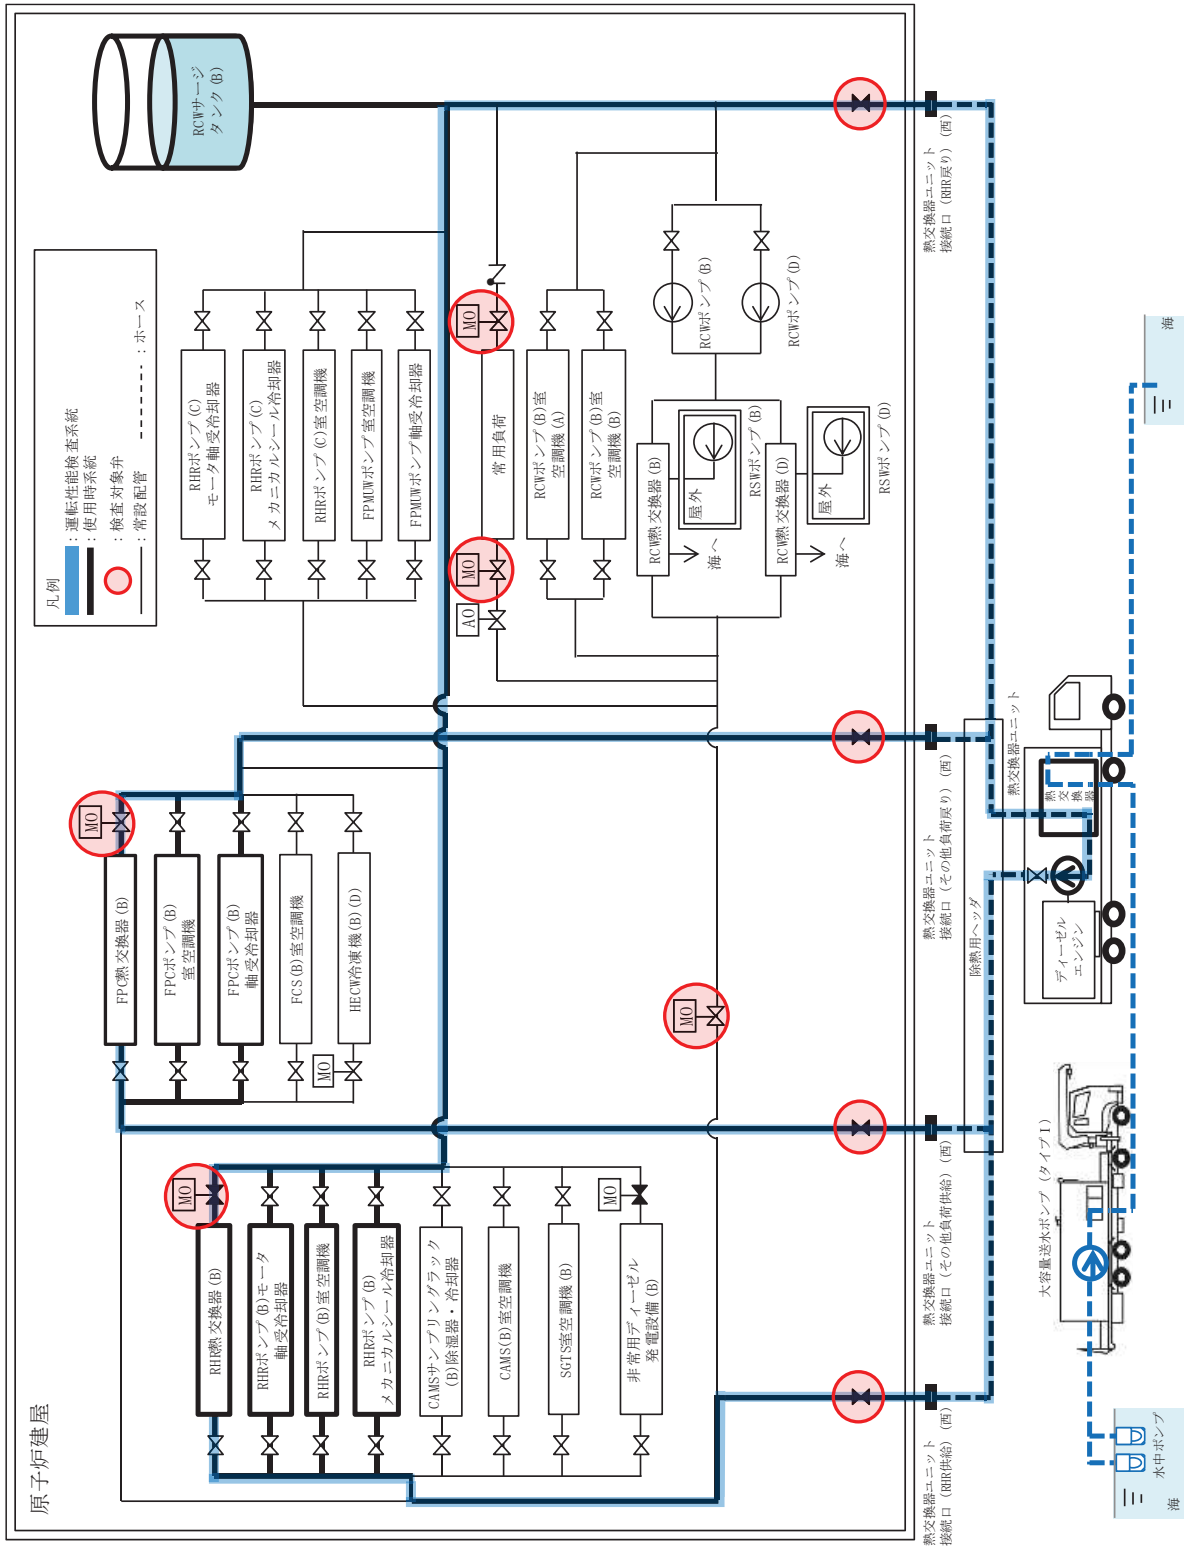 原子炉建屋
RHR熱交換器(B)
RHRポンプ(B)モータ
軸受冷却器
RHRポンプ(B)室空調機
RHRポンプ(B)
メカニカルシール冷却器
CAMSサンプリングラック
(B)除湿器・冷却器
CAMS(B)室空調機
SGTS室空調機(B)
非常用ディーゼル
発電設備(B)
MO
MO
FPC熱交換器(B)
FPCポンプ(B)
室空調機
FPCポンプ(B)
軸受冷却器
FCS(B)室空調機
HECW冷凍機(B)(D)
MO
MO
MO
凡例
：運転性能検査系統
：使用時系統
：検査対象弁
：常設配管
：ホース
RHRポンプ(C)
モータ軸受冷却器
RHRポンプ(C)
メカニカルシール冷却器
RHRポンプ(C)室空調機
FPMUWポンプ室空調機
FPMUWポンプ軸受冷却器
AO
MO
常用負荷
MO
RCWポンプ(B)室
空調機(A)
RCWポンプ(B)室
空調機(B)
RCW熱交換器(B)
海へ
屋外
RSWポンプ(B)
RCW熱交換器(D)
海へ
屋外
RSWポンプ(D)
RCWポンプ(B)
RCWポンプ(D)
RCWサージ
タンク(B)
熱交換器ユニット
接続口（RHR供給）（西）
熱交換器ユニット
接続口（その他負荷供給）（西）
熱交換器ユニット
接続口（その他負荷戻り）（西）
熱交換器ユニット
接続口（RHR戻り）（西）
除熱用ヘッダ
熱交換器ユニット
熱交換器
ディーゼル
エンジン
大容量送水ポンプ（タイプⅠ）
水中ポンプ
海
海